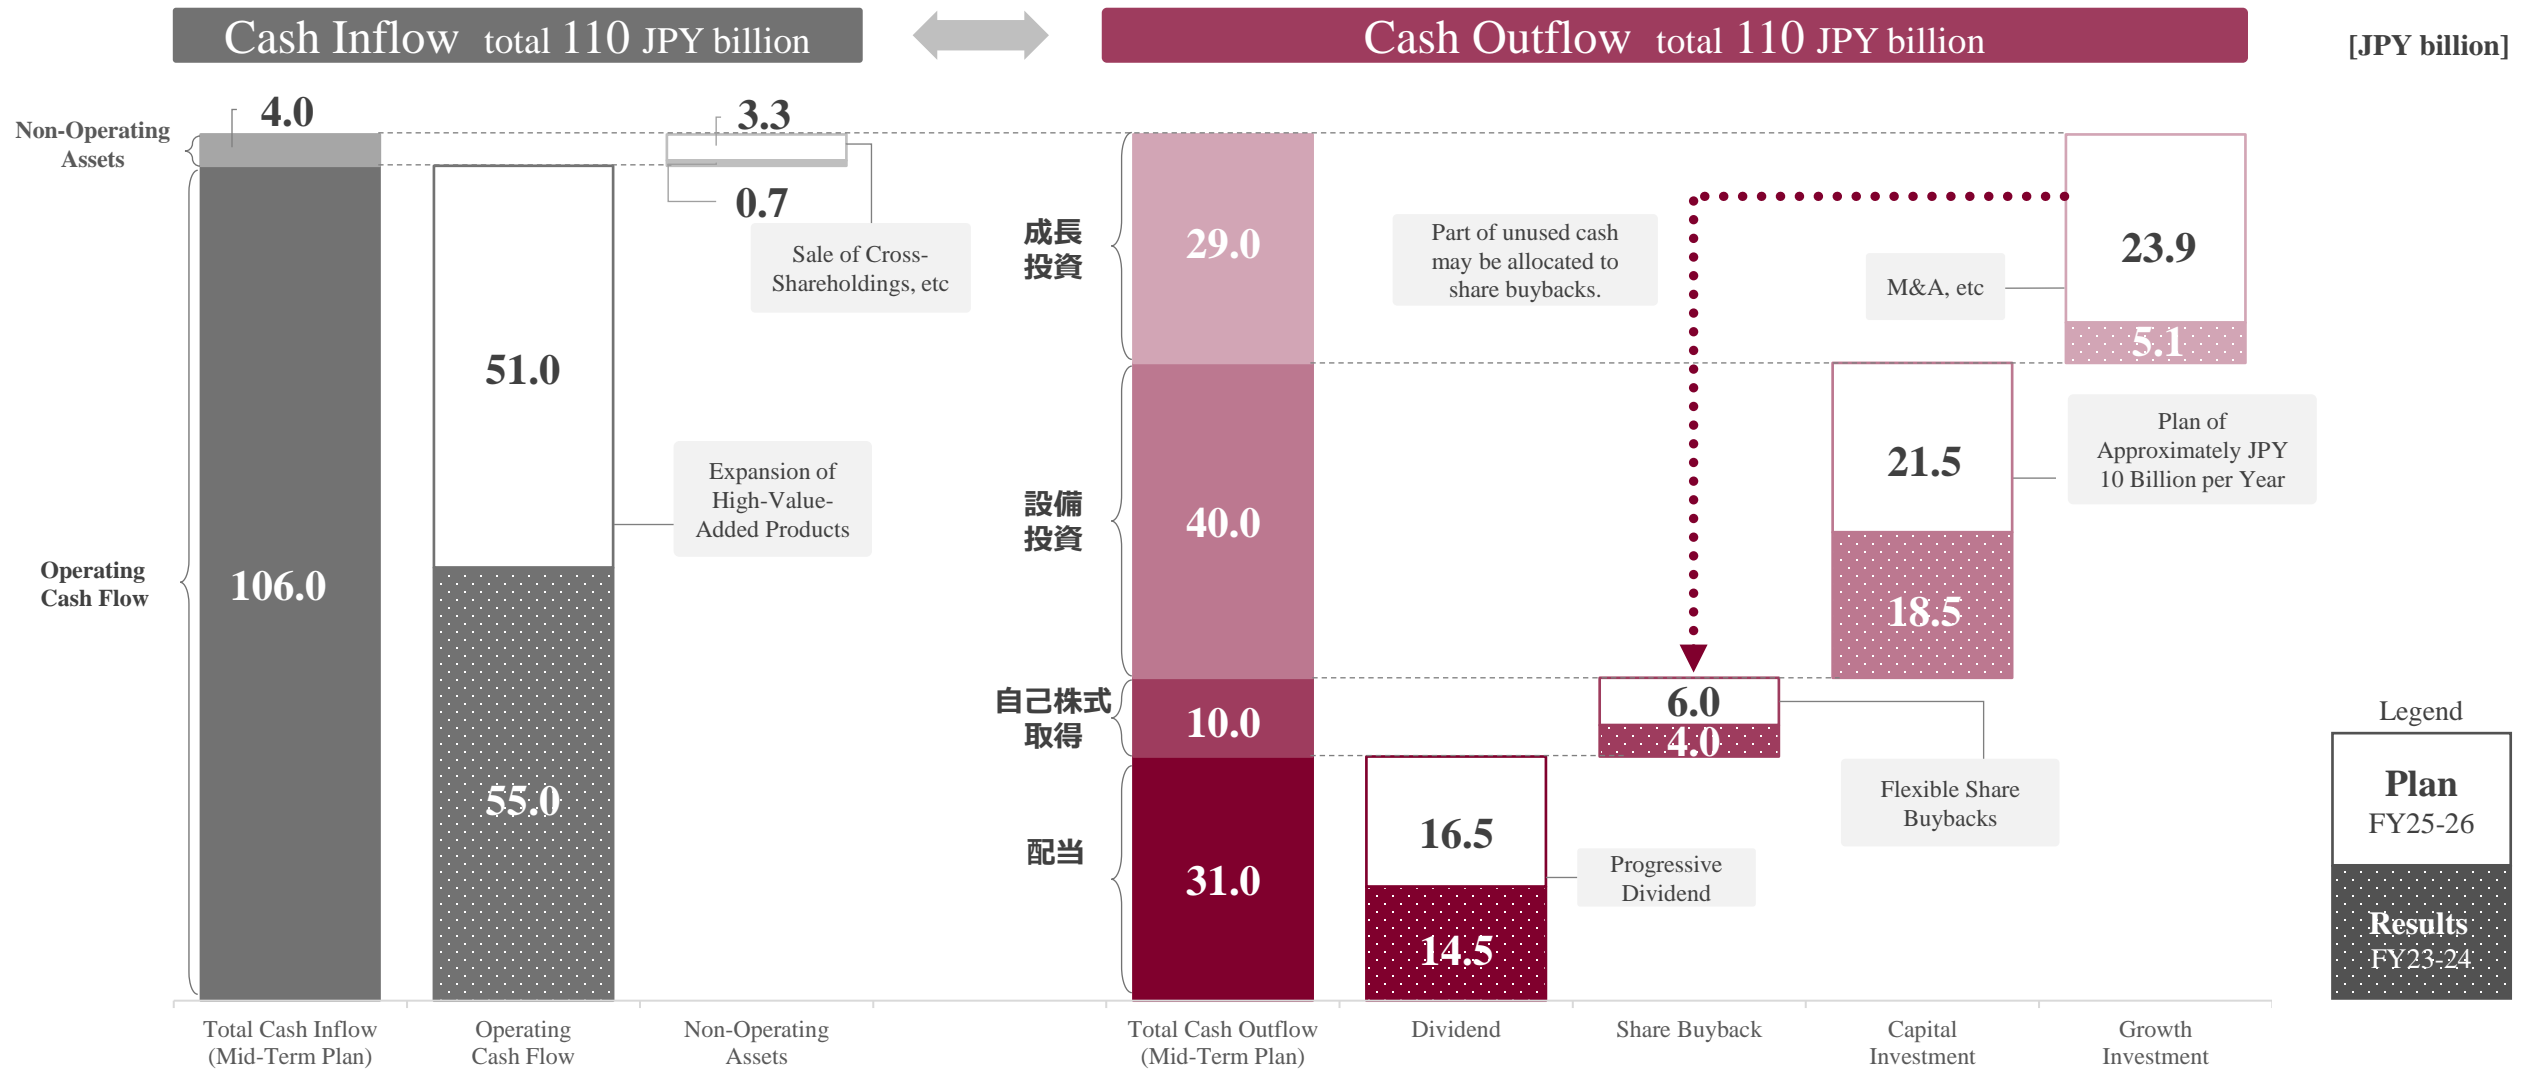 Cash Inflow total 110 JPY billion
Cash Outflow total 110 JPY billion
[JPY billion]
Non-Operating
Assets
4.0
3.3
0.7
Sale of Cross-
Shareholdings, etc
51.0
Expansion of
High-Value-
Added Products
Operating
Cash Flow
106.0
55.0
成長
投資
29.0
Part of unused cash
may be allocated to
share buybacks.
M&A, etc
23.9
5.1
設備
投資
40.0
21.5
18.5
Plan of
Approximately JPY
10 Billion per Year
自己株式
取得
10.0
6.0
4.0
Flexible Share
Buybacks
配当
31.0
16.5
14.5
Progressive
Dividend
Legend
Plan
FY25-26
Results
FY23-24
Total Cash Inflow
(Mid-Term Plan)
Operating
Cash Flow
Non-Operating
Assets
Total Cash Outflow
(Mid-Term Plan)
Dividend
Share Buyback
Capital
Investment
Growth
Investment